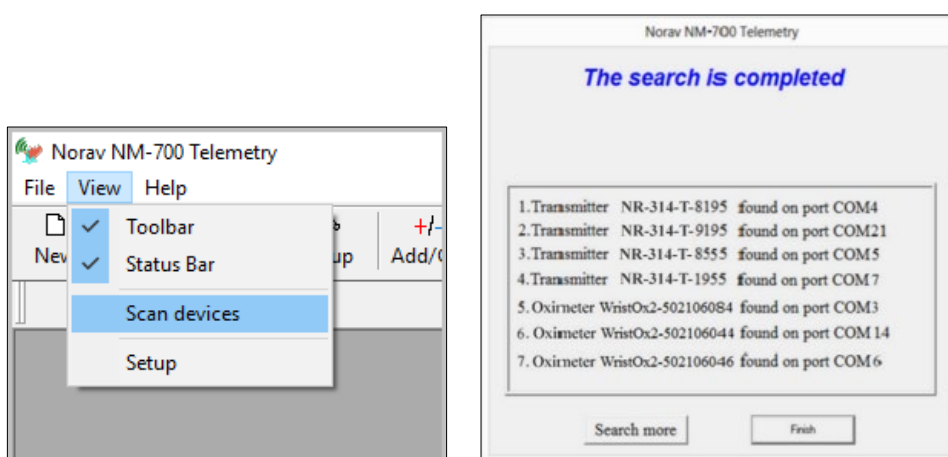 Norav NM-700 Telemetry
File View Help
New up Add/
Toolbar
Status Bar
Scan devices
Setup
Norav NM-700 Telemetry
The search is completed
1.Transmitter NR-314-T-8195 found on port COM4
2.Transmitter NR-314-T-9195 found on port COM21
3.Transmitter NR-314-T-8555 found on port COM5
4.Transmitter NR-314-T-1955 found on port COM7
5.Oximeter WristOx2-502106084 found on port COM3
6. Oximeter WristOx2-502106044 found on port COM 14
7. Oximeter WristOx2-502106046 found on port COM6
Search more Finish